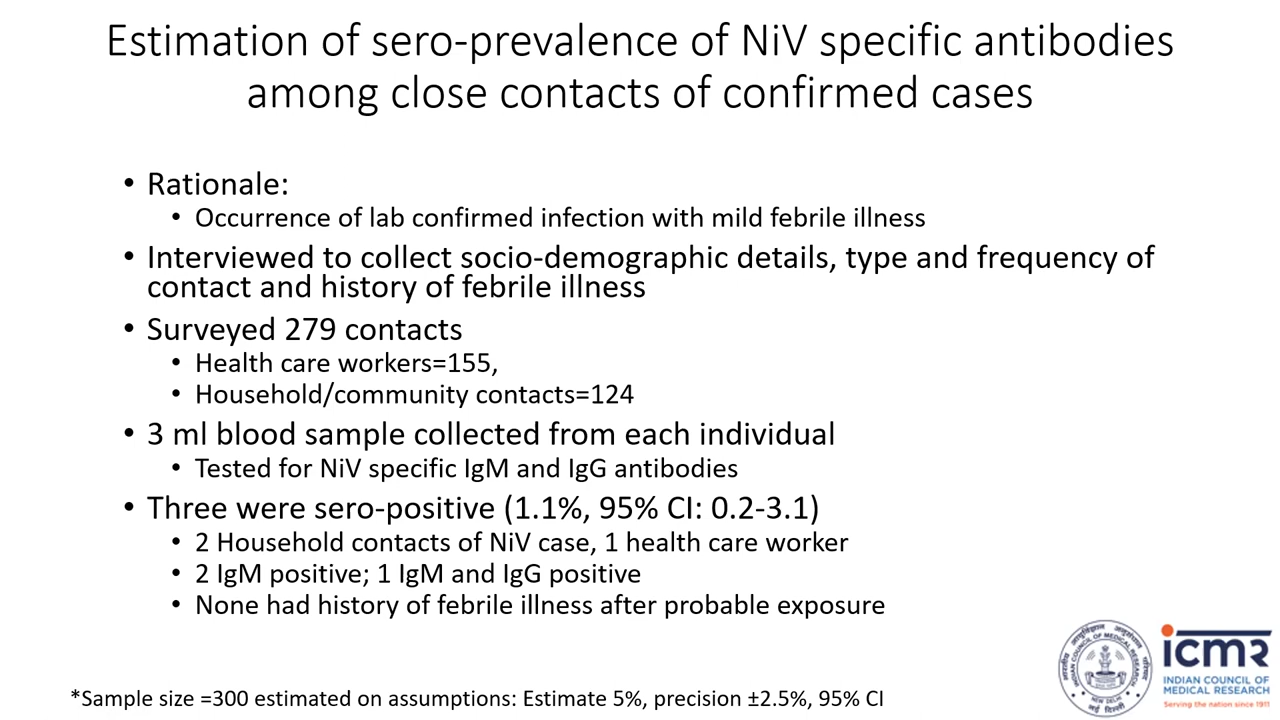 Estimation of sero-prevalence of NiV specific antibodies
among close contacts of confirmed cases
• Rationale:
• Occurrence of lab confirmed infection with mild febrile illness
• Interviewed to collect socio-demographic details, type and frequency of
contact and history of febrile illness
• Surveyed 279 contacts
• Health care workers=155,
• Household/community contacts=124
• 3 ml blood sample collected from each individual
• Tested for NiV specific IgM and IgG antibodies
• Three were sero-positive (1.1%, 95% CI: 0.2-3.1)
• 2 Household contacts of NiV case, 1 health care worker
• 2 IgM positive; 1 IgM and IgG positive
• None had history of febrile illness after probable exposure
*Sample size =300 estimated on assumptions: Estimate 5%, precision ±2.5%, 95% CI
icmr
INDIAN COUNCIL OF
MEDICAL RESEARCH
Serving the nation since 1911